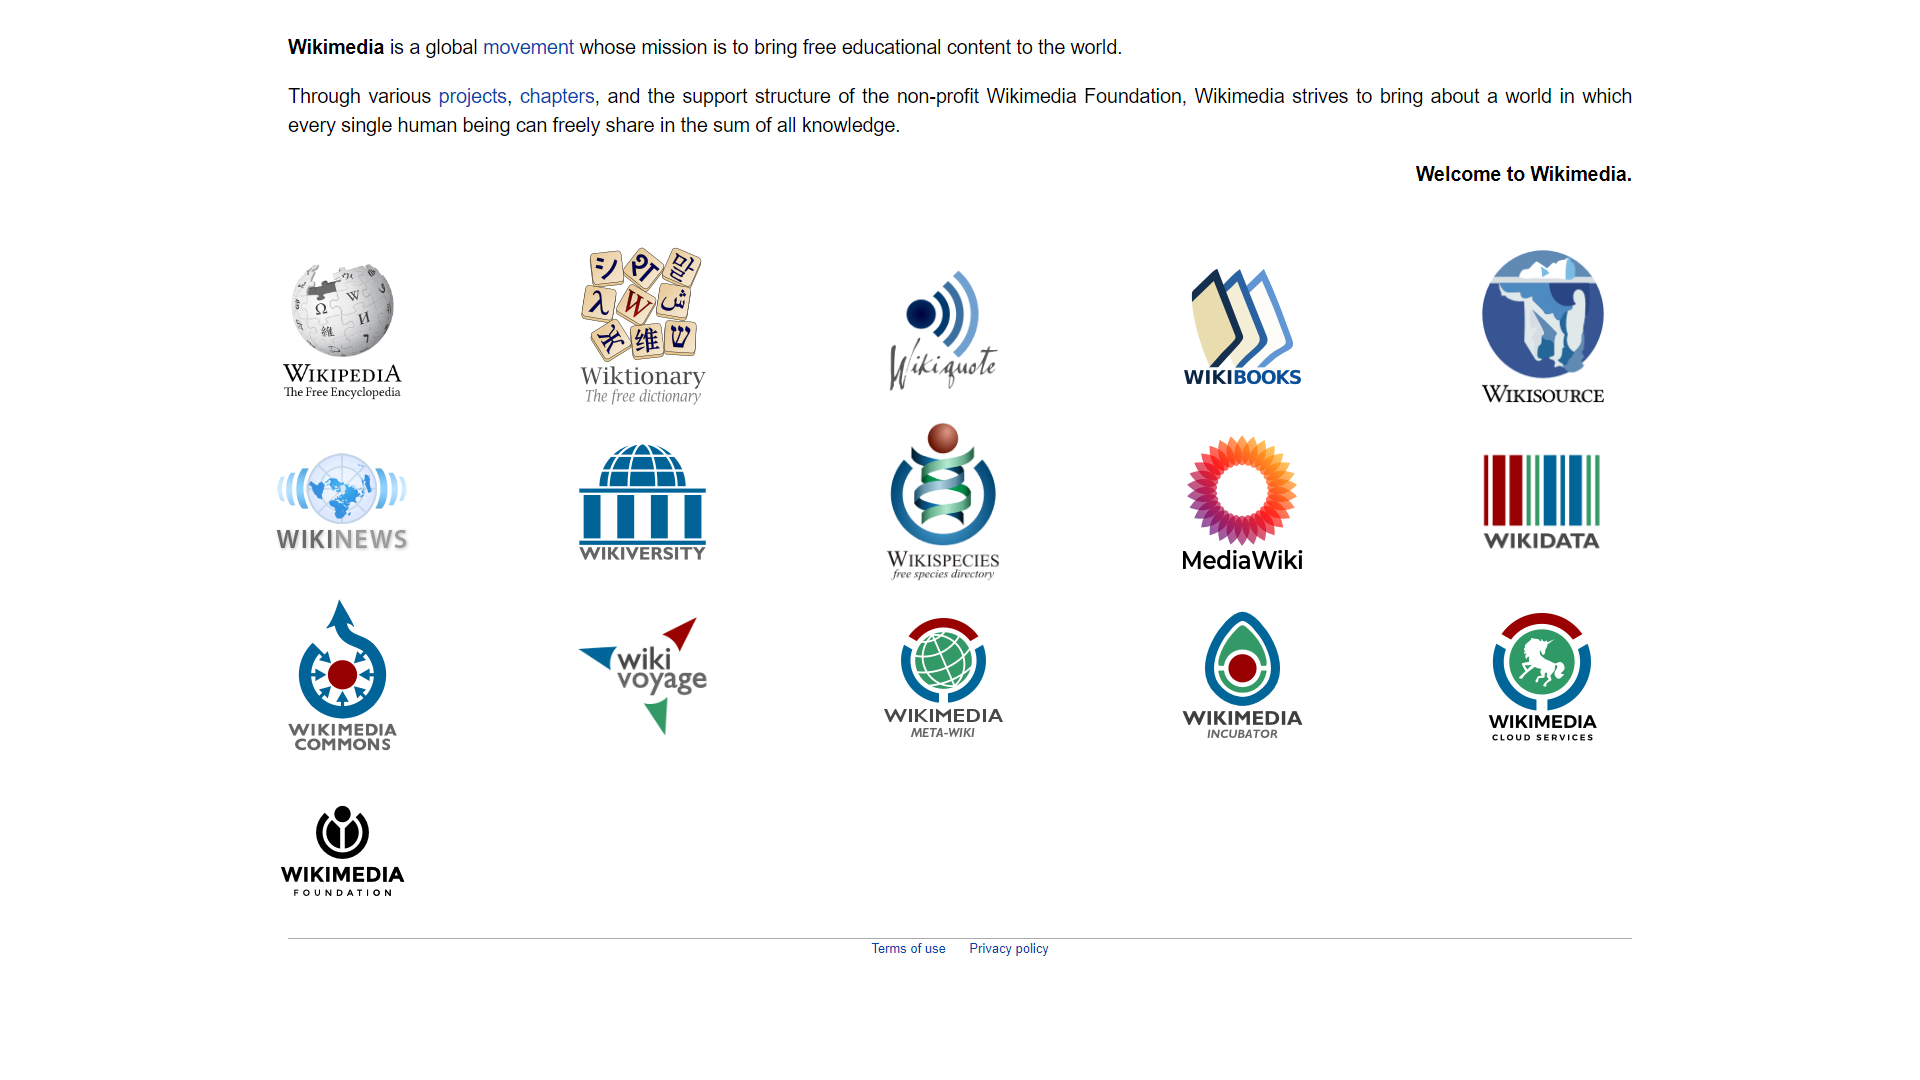 Wikimedia is a global movement whose mission is to bring free educational content to the world.
Through various projects, chapters, and the support structure of the non-profit Wikimedia Foundation, Wikimedia strives to bring about a world in which
every single human being can freely share in the sum of all knowledge.
Welcome to Wikimedia.
Ω W И 維
WIKIPEDIA
The Free Encyclopedia
シ 말
λ W ش
维 ש
Wiktionary
The free dictionary
Wikiquote
WIKIBOOKS
WIKISOURCE
WIKINEWS
WIKIVERSITY
WIKISPECIES
free species directory
MediaWiki
WIKIDATA
WIKIMEDIA
COMMONS
wiki
voyage
WIKIMEDIA
META-WIKI
WIKIMEDIA
INCUBATOR
WIKIMEDIA
CLOUD SERVICES
WIKIMEDIA
FOUNDATION
Terms of use Privacy policy